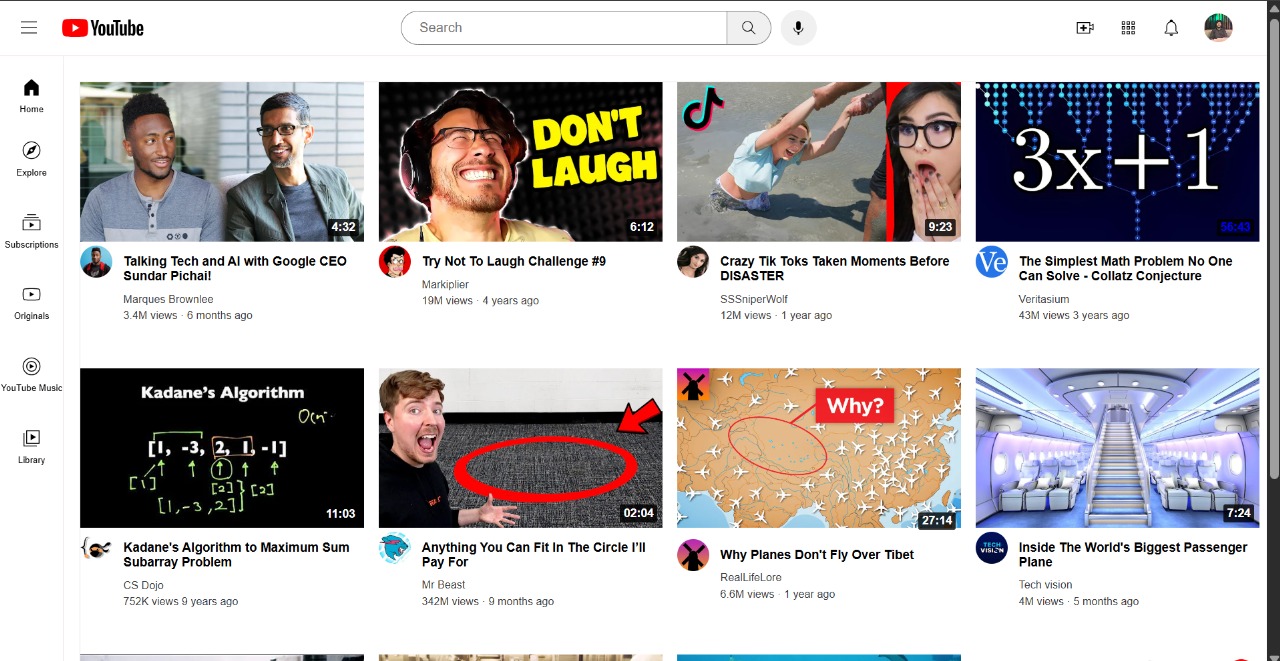 YouTube
Search
Home
Explore
Subscriptions
Originals
YouTube Music
Library
4:32
Talking Tech and AI with Google CEO
Sundar Pichai!
Marques Brownlee
3.4M views · 6 months ago
DON'T
LAUGH
6:12
Try Not To Laugh Challenge #9
Markiplier
19M views · 4 years ago
9:23
Crazy Tik Toks Taken Moments Before
DISASTER
SSSniperWolf
12M views · 1 year ago
3x+1
56:43
Ve
The Simplest Math Problem No One
Can Solve - Collatz Conjecture
Veritasium
43M views 3 years ago
Kadane's Algorithm
[1, -3, 2, 1, -1]
[1]
[2]
[2]
[1, -3, 2]
11:03
Kadane's Algorithm to Maximum Sum
Subarray Problem
CS Dojo
752K views 9 years ago
02:04
Anything You Can Fit In The Circle I'll
Pay For
Mr Beast
342M views · 9 months ago
Why?
27:14
Why Planes Don't Fly Over Tibet
RealLifeLore
6.6M views · 1 year ago
7:24
TECH
VISION
Inside The World's Biggest Passenger
Plane
Tech vision
4M views · 5 months ago